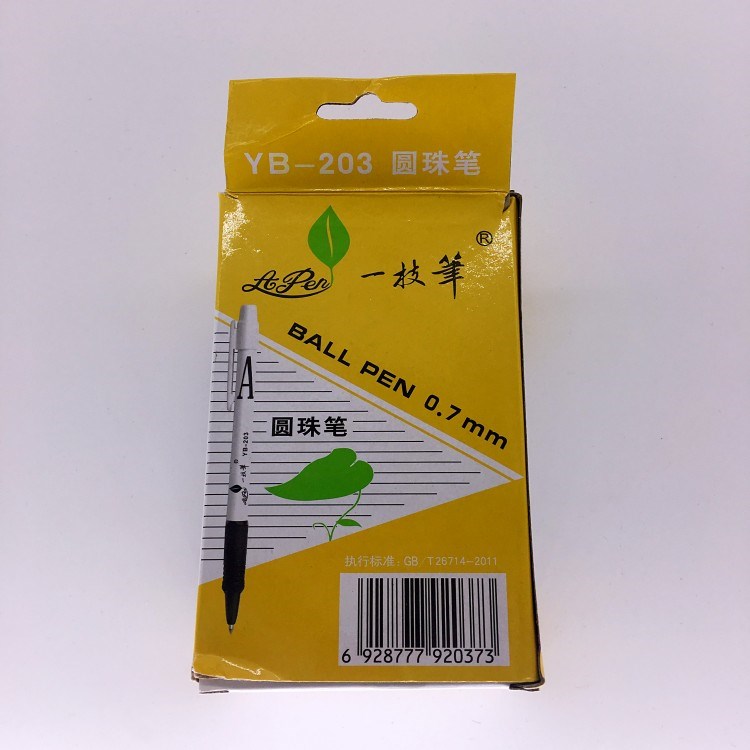 YB-203 圆珠笔
A Pen 一枝筆®
BALL PEN 0.7mm
A
圆珠笔
YB-203
一枝筆
A Pen
执行标准:GB/T26714-2011
6 928777 920373